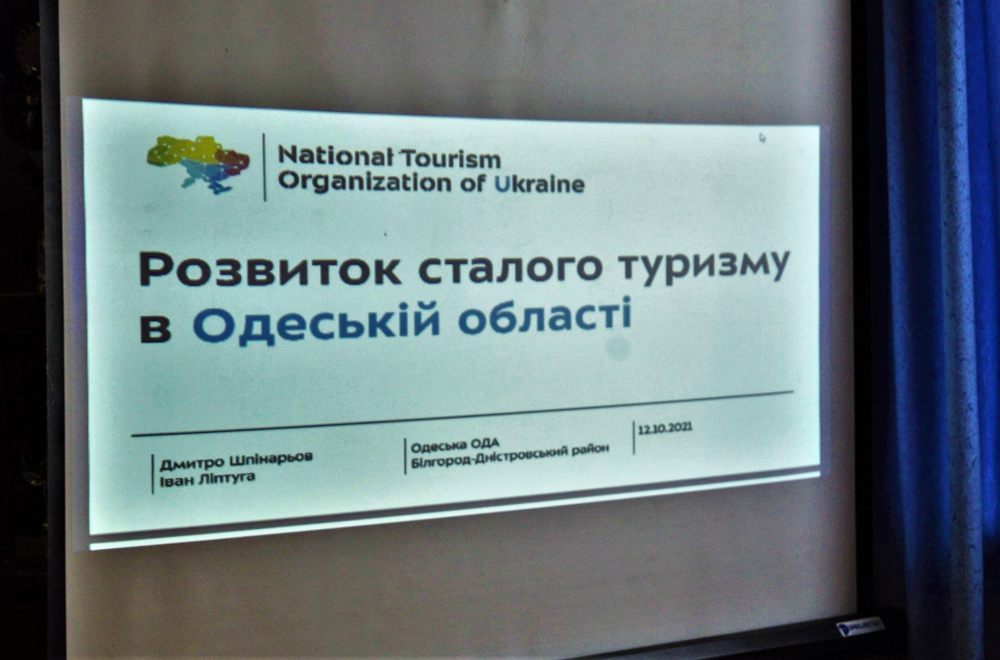 National Tourism
Organization of Ukraine
Розвиток сталого туризму
в Одеській області
Дмитро Шпінарьов
Іван Ліптуга
Одеська ОДА
Білгород-Дністровський район
12.10.2021